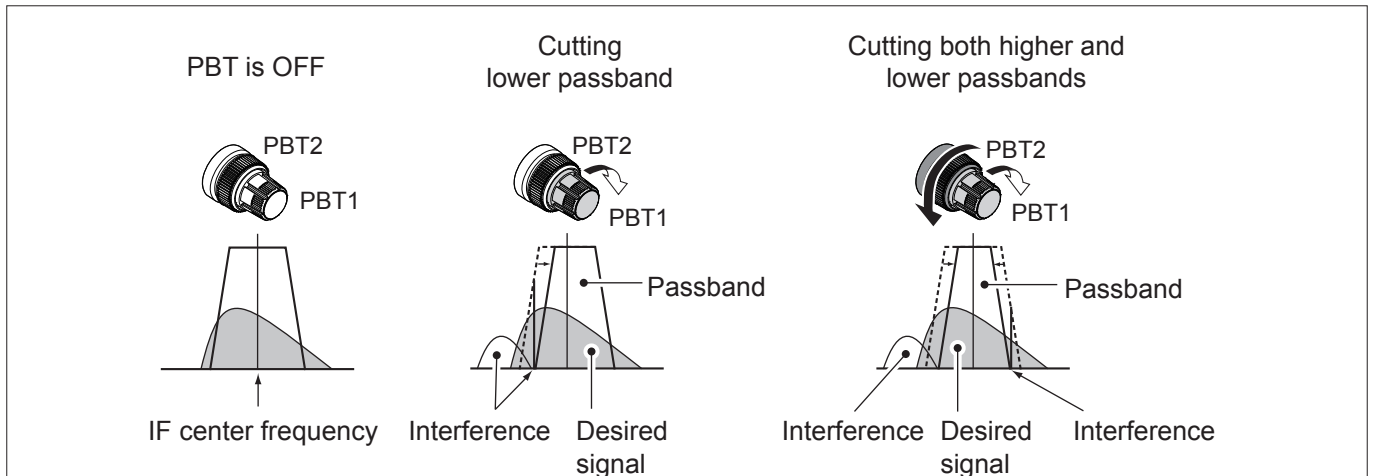 PBT is OFF
Cutting
lower passband
Cutting both higher and
lower passbands
PBT2
PBT1
PBT2
PBT1
PBT2
PBT1
Passband
Passband
IF center frequency
Interference
Desired
signal
Interference
Desired
signal
Interference